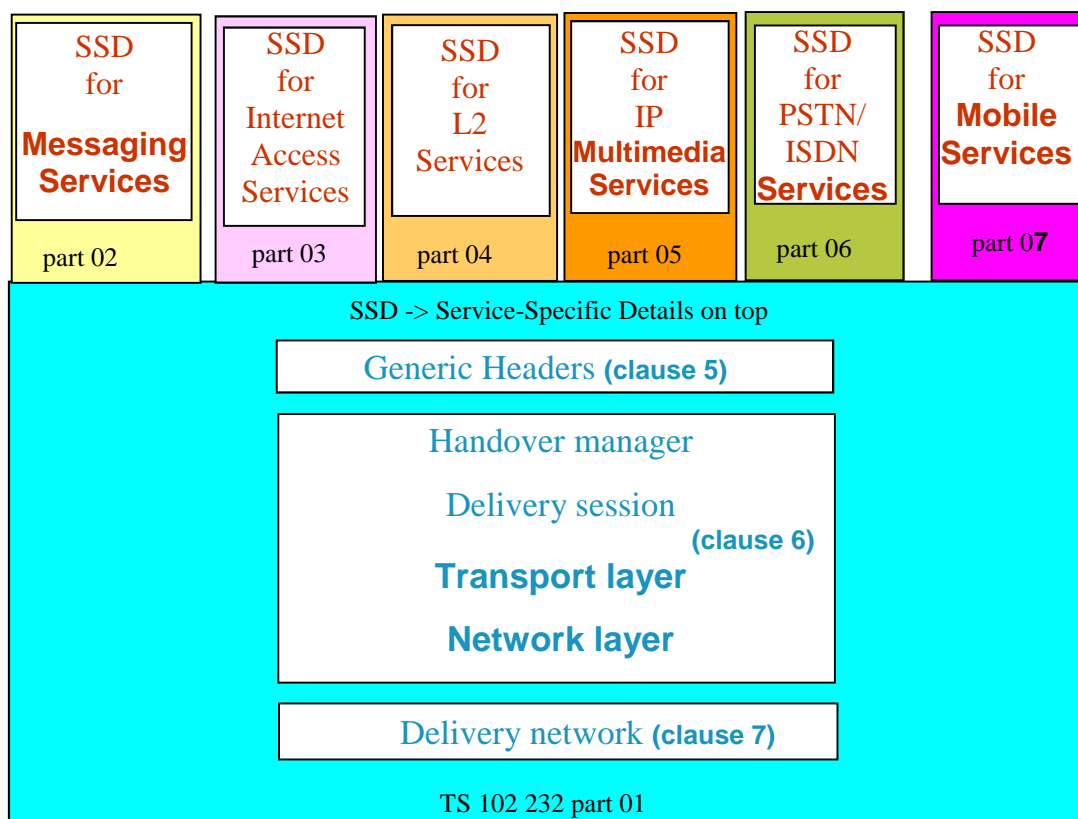 SSD
for
Messaging
Services
part 02
SSD
for
Internet
Access
Services
part 03
SSD
for
L2
Services
part 04
SSD
for
IP
Multimedia
Services
part 05
SSD
for
PSTN/
ISDN
Services
part 06
SSD
for
Mobile
Services
part 07
SSD -> Service-Specific Details on top
Generic Headers (clause 5)
Handover manager
Delivery session
(clause 6)
Transport layer
Network layer
Delivery network (clause 7)
TS 102 232 part 01